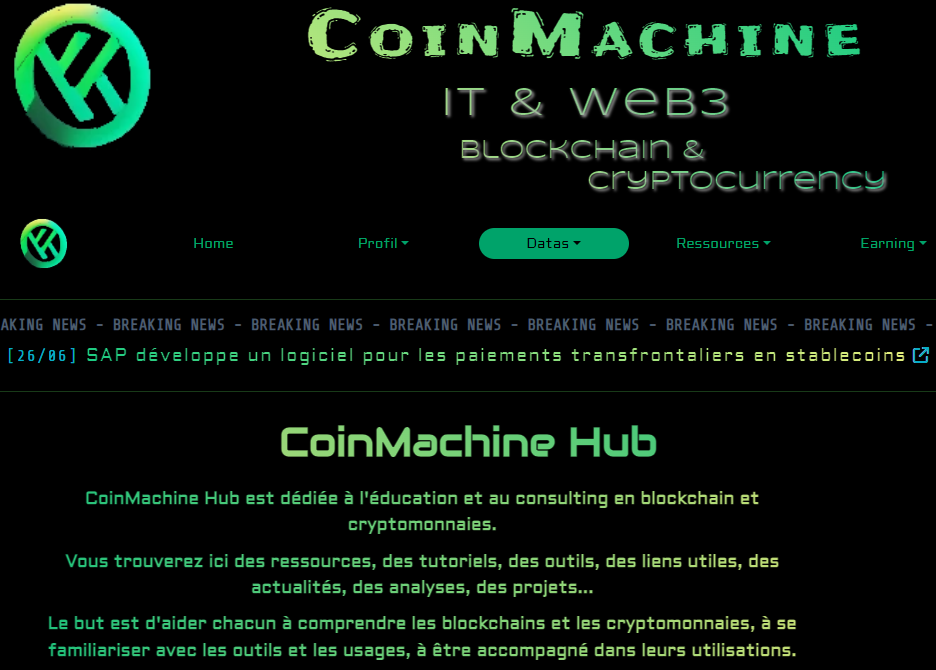 CoinMachine
IT & Web3
Blockchain &
Cryptocurrency
Home Profil Datas Ressources Earning
AKING NEWS - BREAKING NEWS - BREAKING NEWS - BREAKING NEWS - BREAKING NEWS - BREAKING NEWS - BREAKING NEWS -
[26/06] SAP développe un logiciel pour les paiements transfrontaliers en stablecoins
CoinMachine Hub
CoinMachine Hub est dédiée à l'éducation et au consulting en blockchain et
cryptomonnaies.
Vous trouverez ici des ressources, des tutoriels, des outils, des liens utiles, des
actualités, des analyses, des projets...
Le but est d'aider chacun à comprendre les blockchains et les cryptomonnaies, à se
familiariser avec les outils et les usages, à être accompagné dans leurs utilisations.